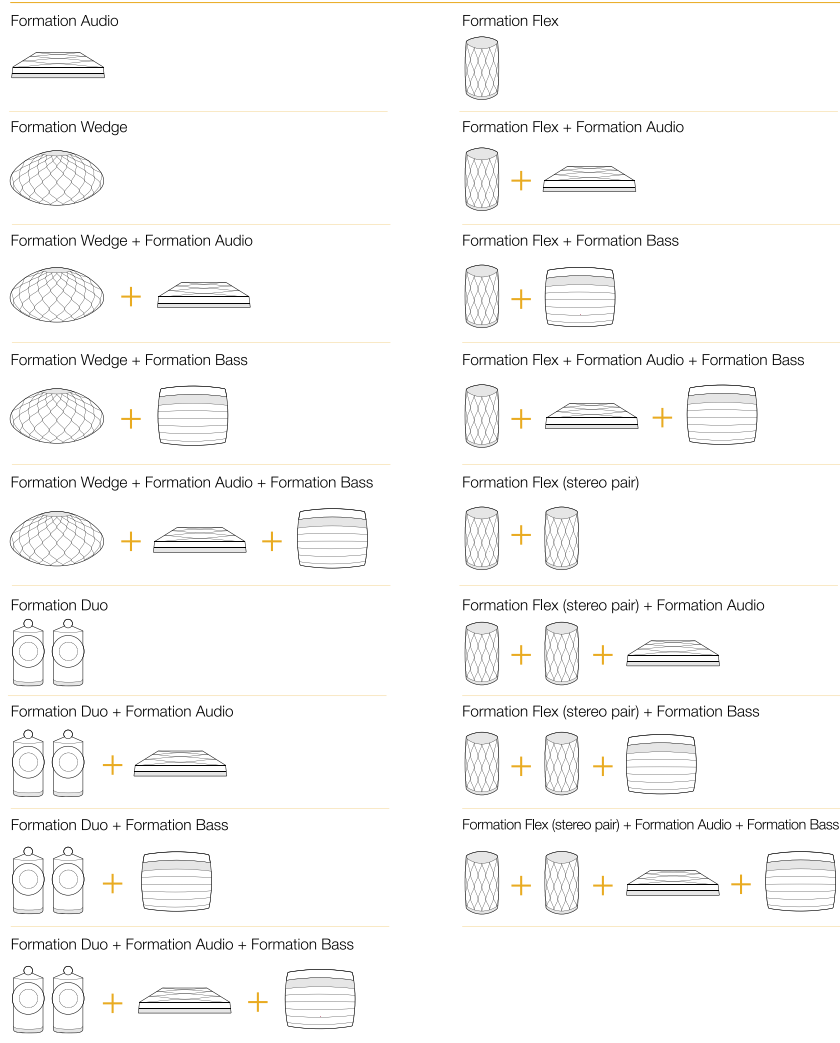 Formation Audio
Formation Wedge
Formation Wedge + Formation Audio
Formation Wedge + Formation Bass
Formation Wedge + Formation Audio + Formation Bass
Formation Duo
Formation Duo + Formation Audio
Formation Duo + Formation Bass
Formation Duo + Formation Audio + Formation Bass
Formation Flex
Formation Flex + Formation Audio
Formation Flex + Formation Bass
Formation Flex + Formation Audio + Formation Bass
Formation Flex (stereo pair)
Formation Flex (stereo pair) + Formation Audio
Formation Flex (stereo pair) + Formation Bass
Formation Flex (stereo pair) + Formation Audio + Formation Bass